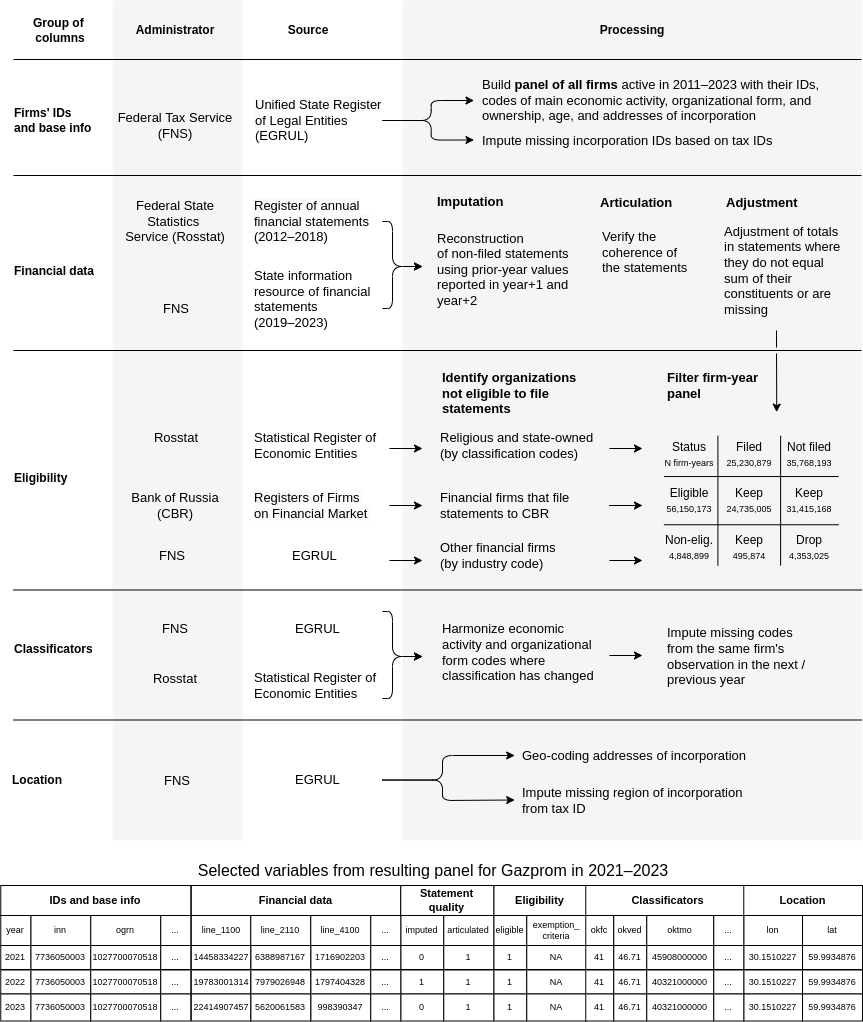 Group of
columns
Administrator
Source
Processing
Firms' IDs
and base info
Federal Tax Service
(FNS)
Unified State Register
of Legal Entities
(EGRUL)
Build panel of all firms active in 2011–2023 with their IDs,
codes of main economic activity, organizational form, and
ownership, age, and addresses of incorporation
Impute missing incorporation IDs based on tax IDs
Financial data
Federal State
Statistics
Service (Rosstat)
FNS
Register of annual
financial statements
(2012–2018)
State information
resource of financial
statements
(2019–2023)
Imputation
Reconstruction
of non-filed statements
using prior-year values
reported in year+1 and
year+2
Articulation
Verify the
coherence of
the statements
Adjustment
Adjustment of totals
in statements where
they do not equal
sum of their
constituents or are
missing
Eligibility
Identify organizations
not eligible to file
statements
Filter firm-year
panel
Rosstat
Statistical Register of
Economic Entities
Religious and state-owned
(by classification codes)
Bank of Russia
(CBR)
Registers of Firms
on Financial Market
Financial firms that file
statements to CBR
FNS
EGRUL
Other financial firms
(by industry code)
Status Filed Not filed
N firm-years 25,230,879 35,768,193
Eligible Keep Keep
56,150,173 24,735,005 31,415,168
Non-elig. Keep Drop
4,848,899 495,874 4,353,025
Classificators
FNS
EGRUL
Rosstat
Statistical Register of
Economic Entities
Harmonize economic
activity and organizational
form codes where
classification has changed
Impute missing codes
from the same firm's
observation in the next /
previous year
Location
FNS
EGRUL
Geo-coding addresses of incorporation
Impute missing region of incorporation
from tax ID
Selected variables from resulting panel for Gazprom in 2021–2023
IDs and base info Financial data Statement
quality Eligibility Classificators Location
year inn ogrn ... line_1100 line_2110 line_4100 ... imputed articulated eligible exemption_
criteria okfc okved oktmo ... lon lat
2021 7736050003 1027700070518 ... 14458334227 6388987167 1716902203 ... 0 1 1 NA 41 46.71 45908000000 ... 30.1510227 59.9934876
2022 7736050003 1027700070518 ... 19783001314 7979026948 1797404328 ... 1 1 1 NA 41 46.71 40321000000 ... 30.1510227 59.9934876
2023 7736050003 1027700070518 ... 22414907457 5620061583 998390347 ... 0 1 1 NA 41 46.71 40321000000 ... 30.1510227 59.9934876